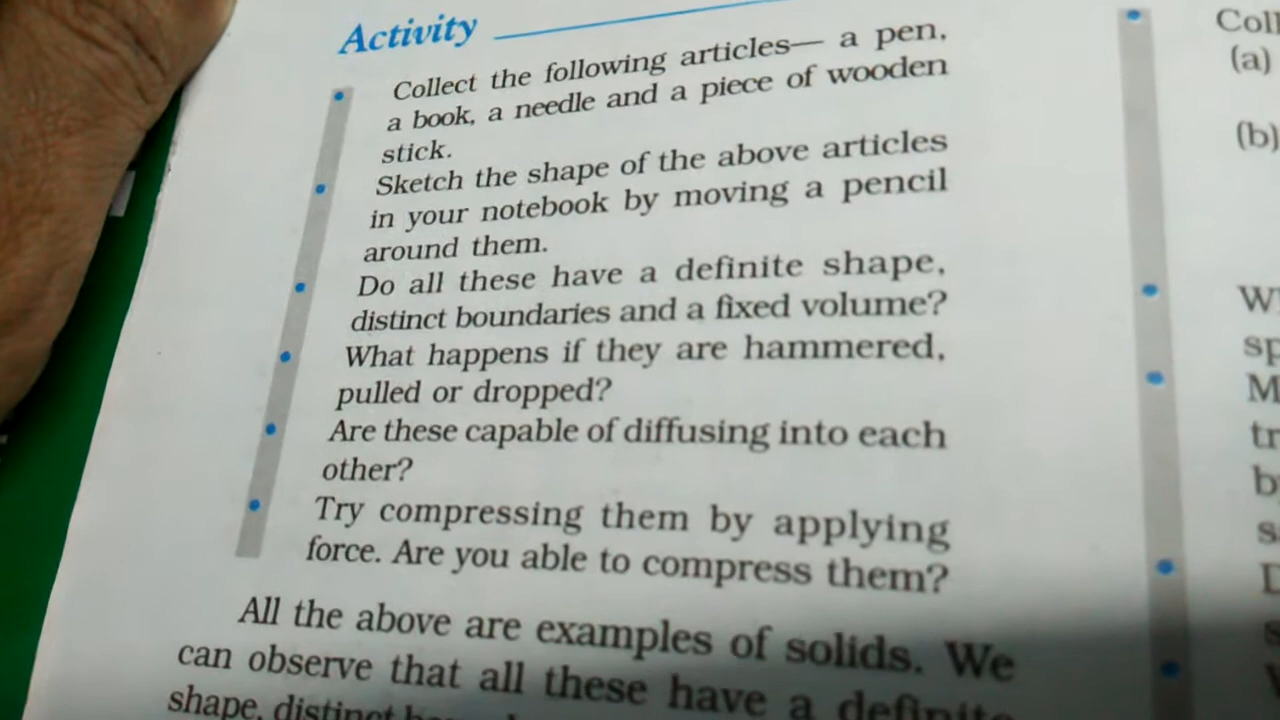 Activity
Collect the following articles— a pen,
a book, a needle and a piece of wooden
stick.
Sketch the shape of the above articles
in your notebook by moving a pencil
around them.
Do all these have a definite shape,
distinct boundaries and a fixed volume?
What happens if they are hammered,
pulled or dropped?
Are these capable of diffusing into each
other?
Try compressing them by applying
force. Are you able to compress them?
All the above are examples of solids. We
can observe that all these have a definite
shape, distinct
(a)
(b)